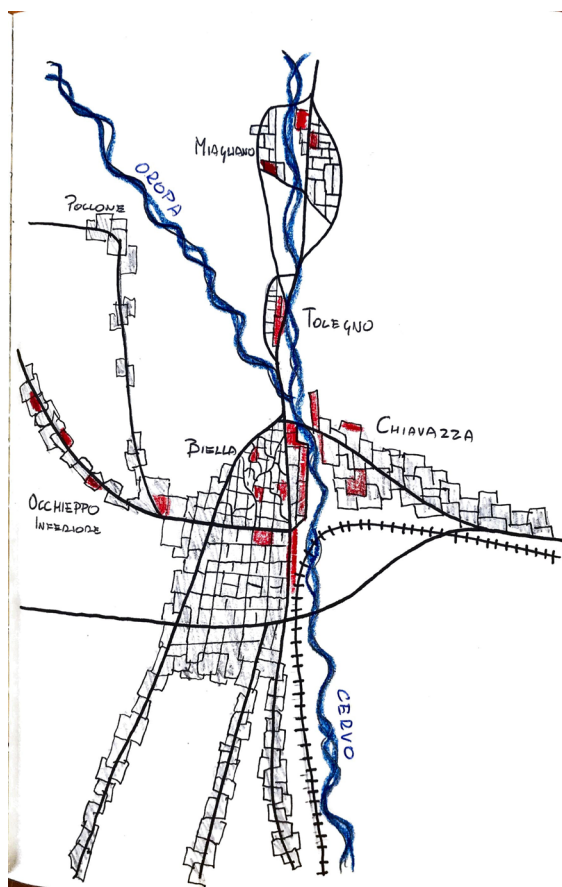 MIAGLIANO
OROPA
POLLONE
TOLEGNO
CHIAVAZZA
BIELLA
OCCHIEPPO
INFERIORE
CERVO